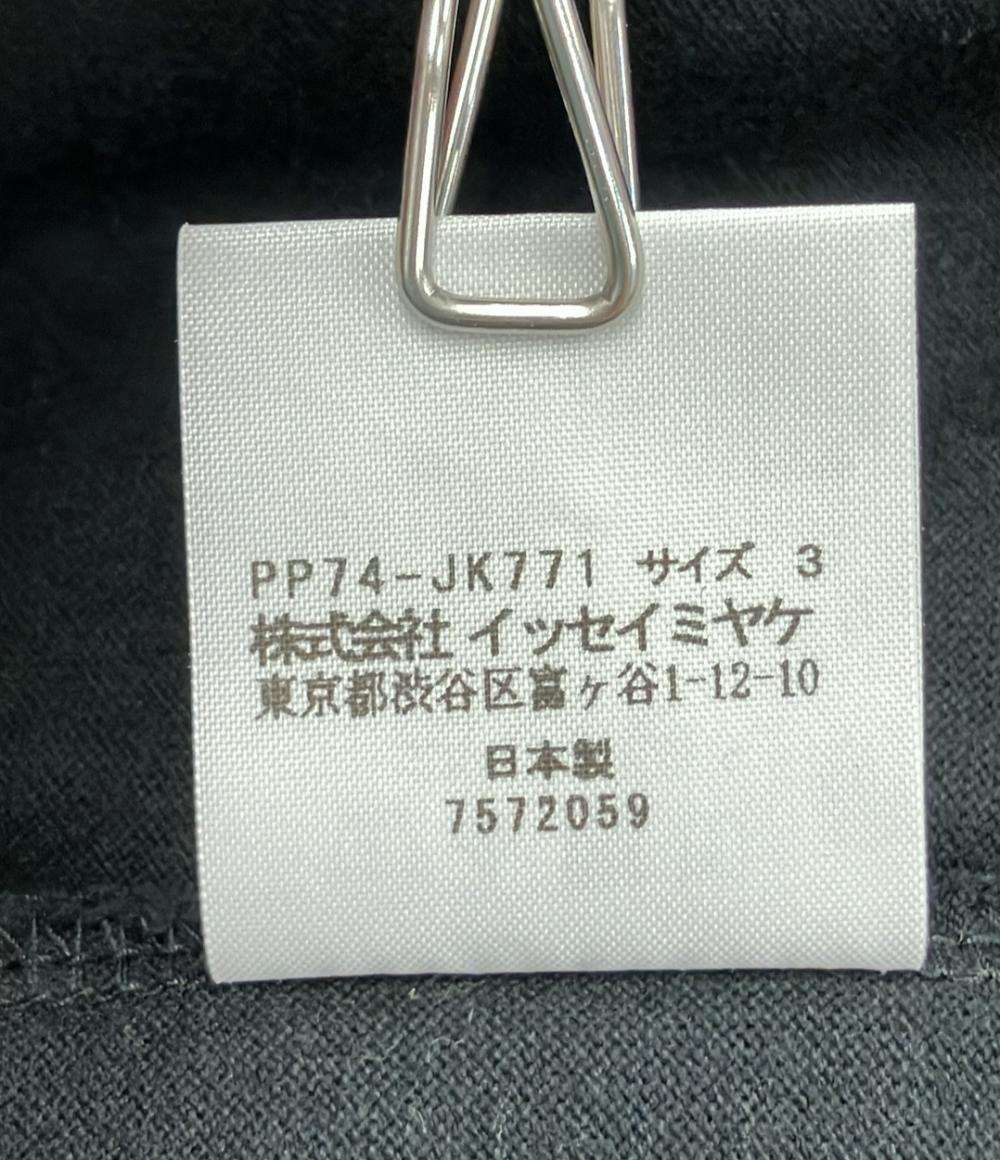 PP74-JK771 サイズ 3
株式会社 イッセイミヤケ
東京都渋谷区富ヶ谷1-12-10
日本製
7572059